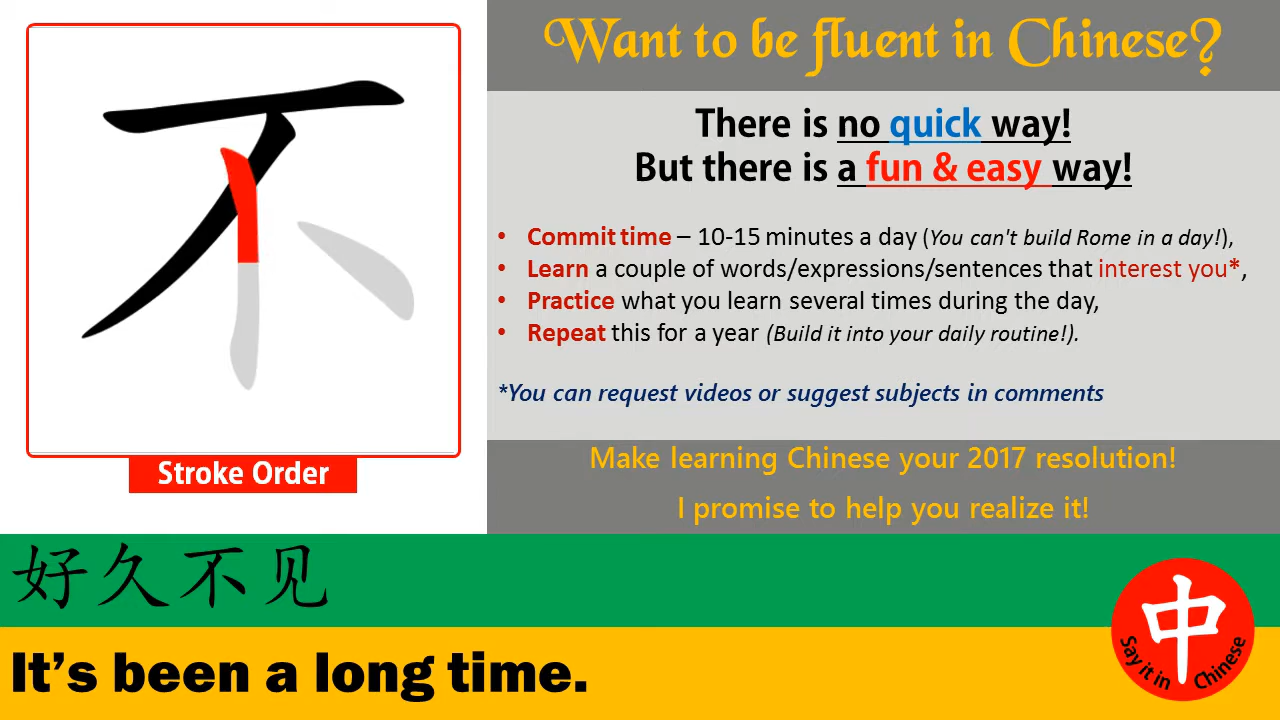 不
Stroke Order
Want to be fluent in Chinese?
There is no quick way!
But there is a fun & easy way!
• Commit time – 10-15 minutes a day (You can't build Rome in a day!),
• Learn a couple of words/expressions/sentences that interest you*,
• Practice what you learn several times during the day,
• Repeat this for a year (Build it into your daily routine!).
*You can request videos or suggest subjects in comments
Make learning Chinese your 2017 resolution!
I promise to help you realize it!
好久不见
It's been a long time.
中
Say it in Chinese